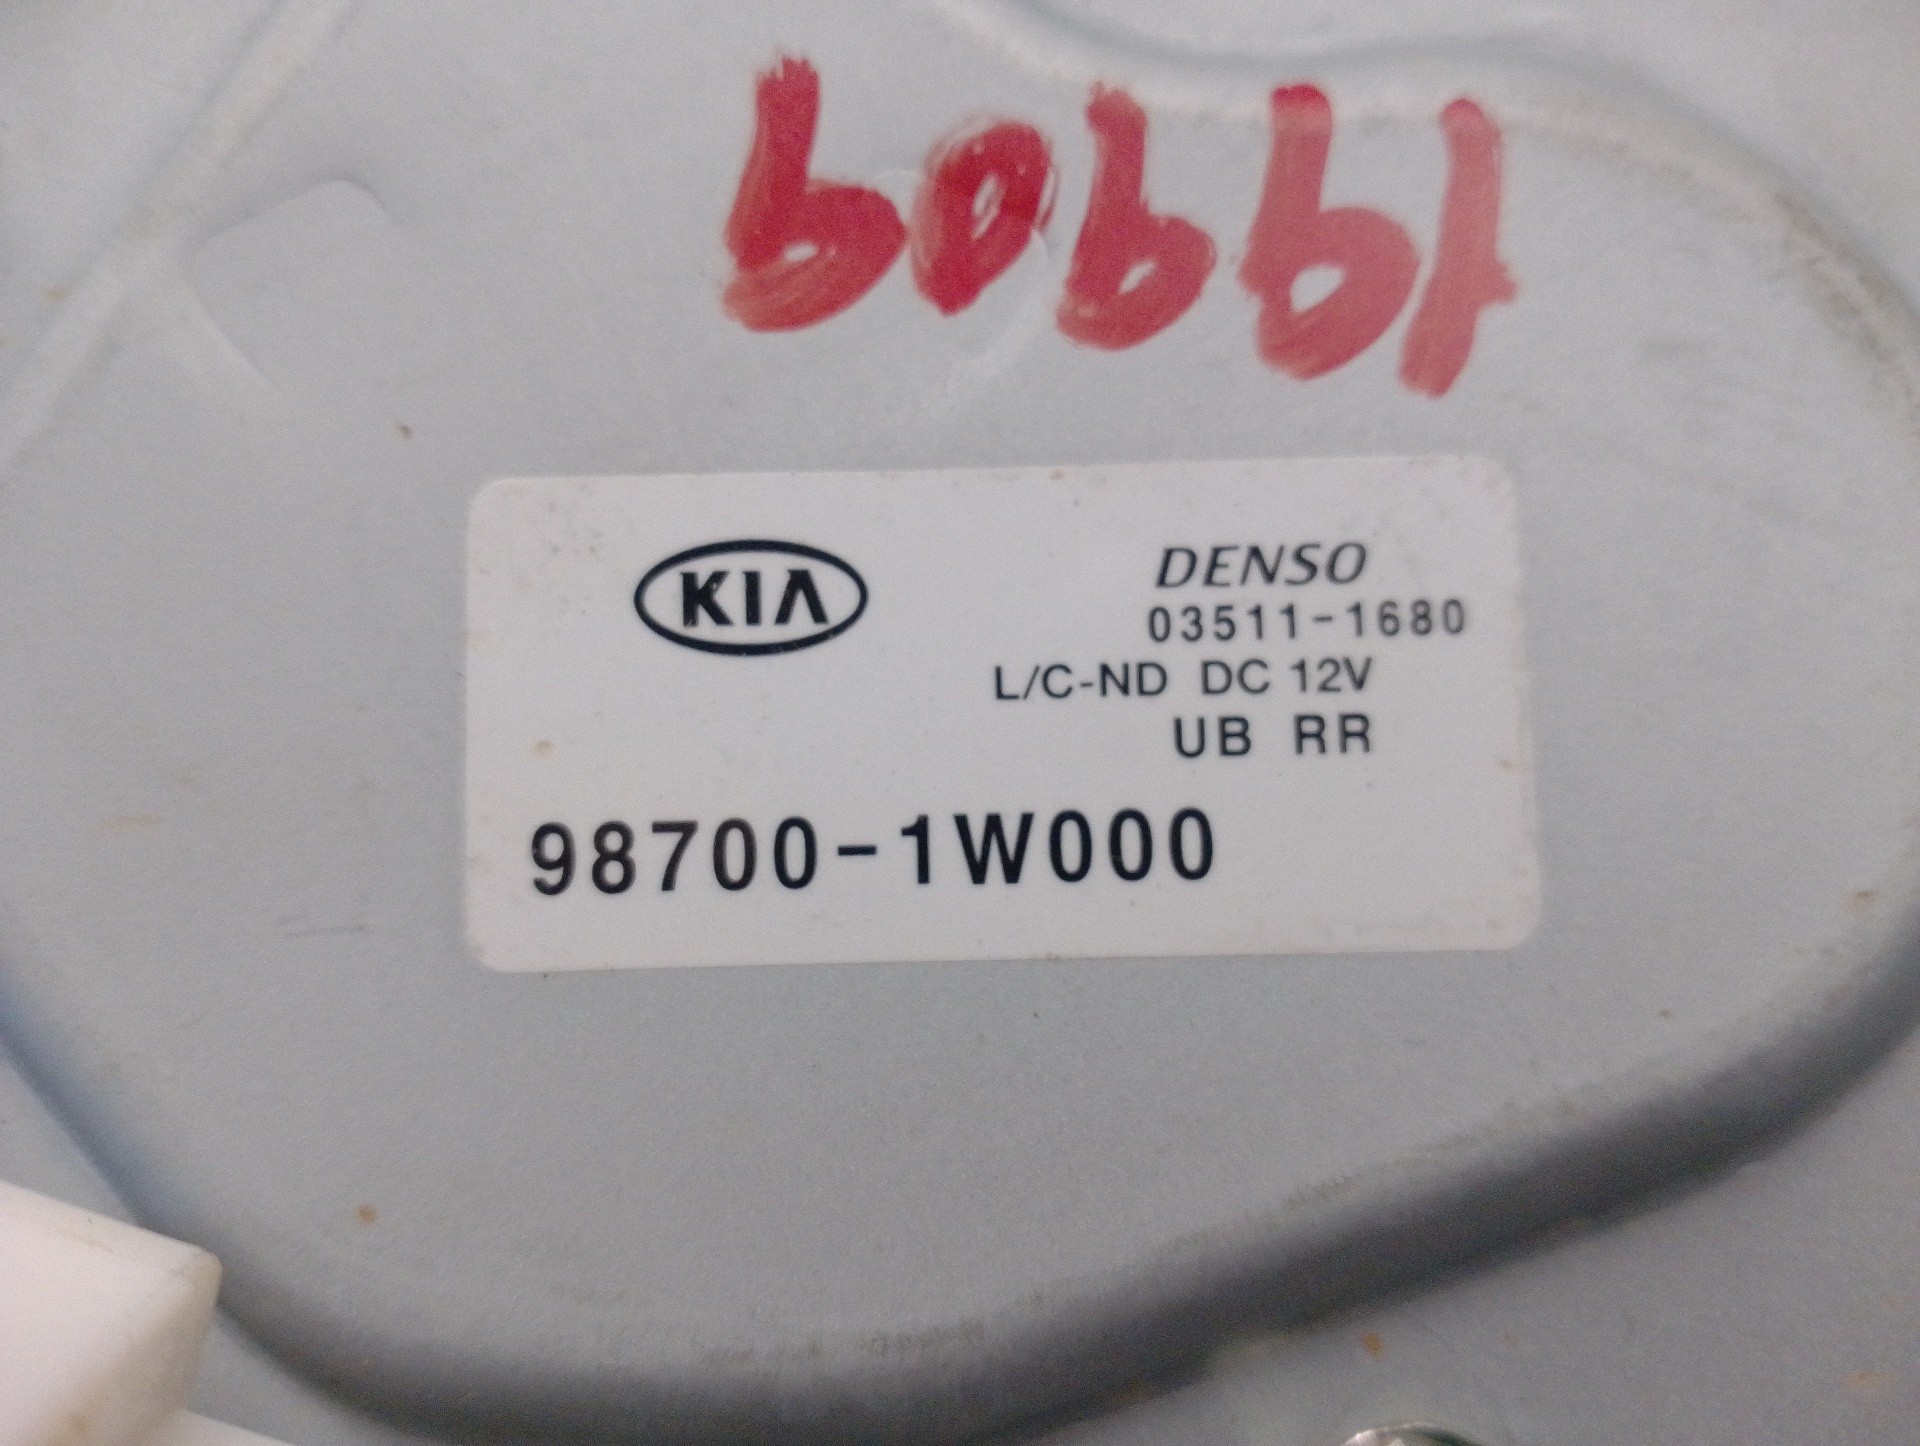 19909
KIA
DENSO
03511-1680
L/C-ND DC 12V
UB RR
98700-1W000